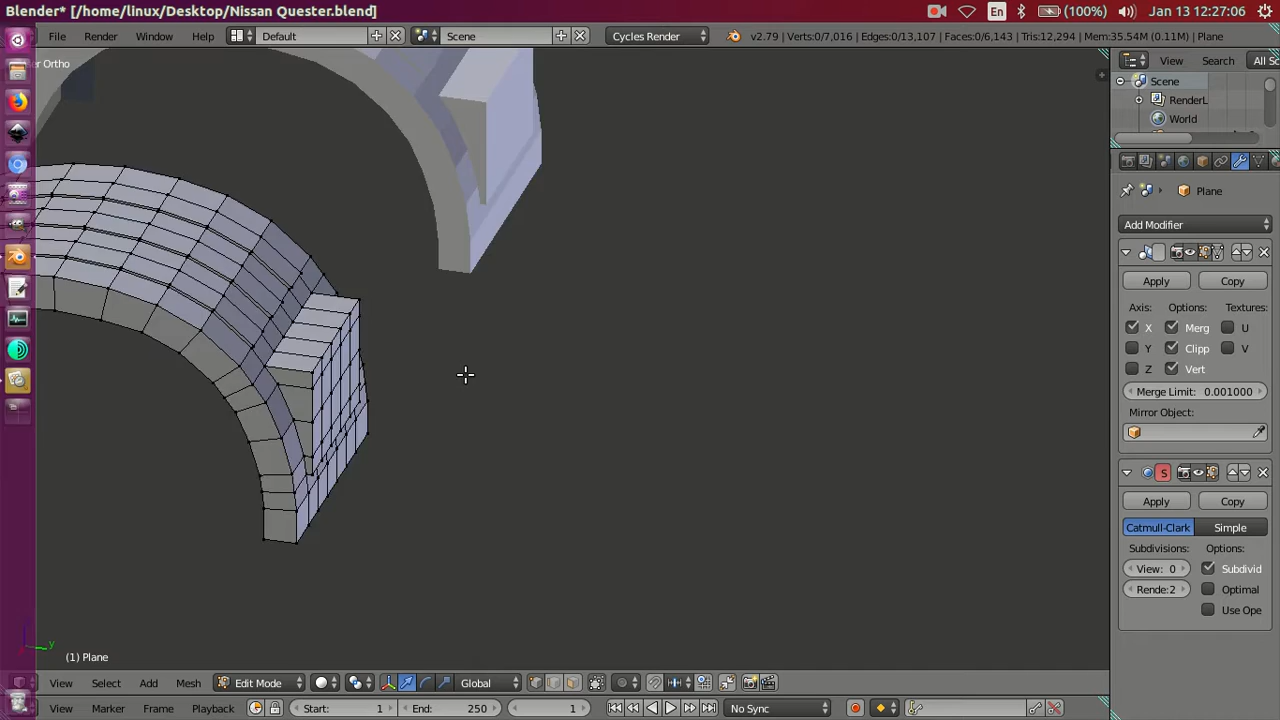 Blender* [/home/linux/Desktop/Nissan Quester.blend]
En
(100%)
Jan 13 12:27:06
File
Render
Window
Help
Default
Scene
Cycles Render
v2.79 | Verts:0/7,016 | Edges:0/13,107 | Faces:0/6,143 | Tris:12,294 | Mem:35.54M (0.11M) | Plane
er Ortho
View
Search
All Sc
Scene
RenderL
World
Plane
Add Modifier
Apply
Copy
Axis:
Options:
Textures:
X
Merg
U
Y
Clipp
V
Z
Vert
Merge Limit: 0.001000
Mirror Object:
S
Apply
Copy
Catmull-Clark
Simple
Subdivisions:
Options:
View: 0
Subdivid
Rende:2
Optimal
Use Ope
y
(1) Plane
View
Select
Add
Mesh
Edit Mode
Global
View
Marker
Frame
Playback
Start: 1
End: 250
1
No Sync